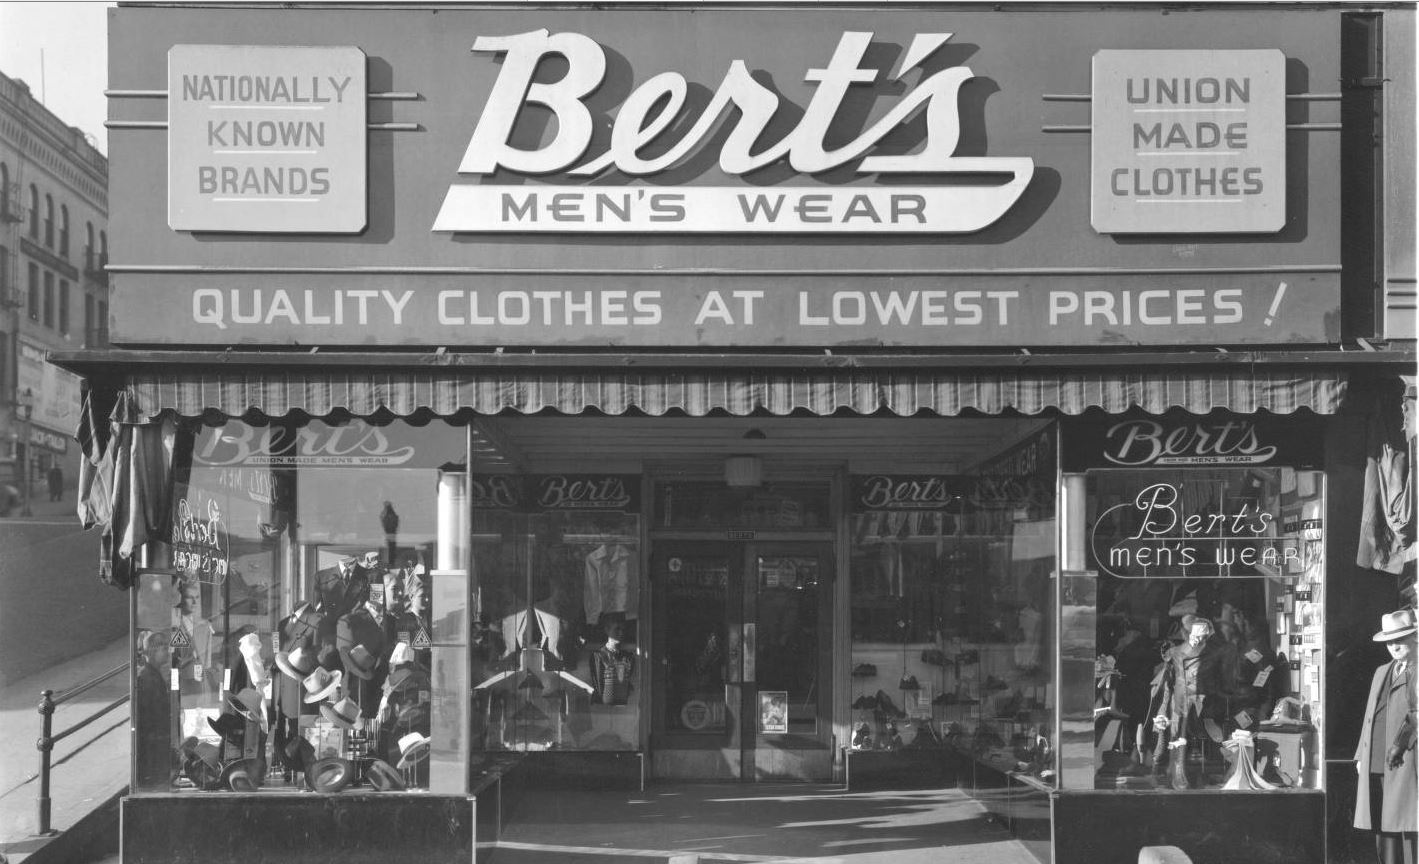 NATIONALLY
KNOWN
BRANDS
Bert's
MEN'S WEAR
UNION
MADE
CLOTHES
QUALITY CLOTHES AT LOWEST PRICES!
Bert's
UNION MADE MEN'S WEAR
Bert's
Bert's
Bert's
MEN'S WEAR
Bert's
MEN'S WEAR